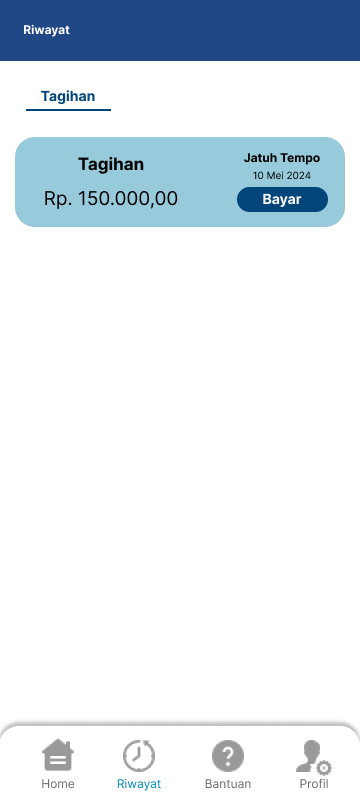 Riwayat
Tagihan
Tagihan
Rp. 150.000,00
Jatuh Tempo
10 Mei 2024
Bayar
Home
Riwayat
Bantuan
Profil